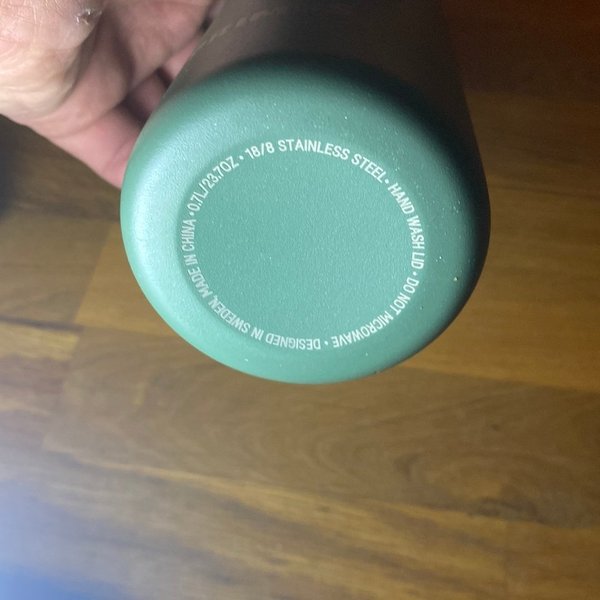 0.7L/23.7OZ • 18/8 STAINLESS STEEL • HAND WASH LID • DO NOT MICROWAVE • DESIGNED IN SWEDEN MADE IN CHINA •